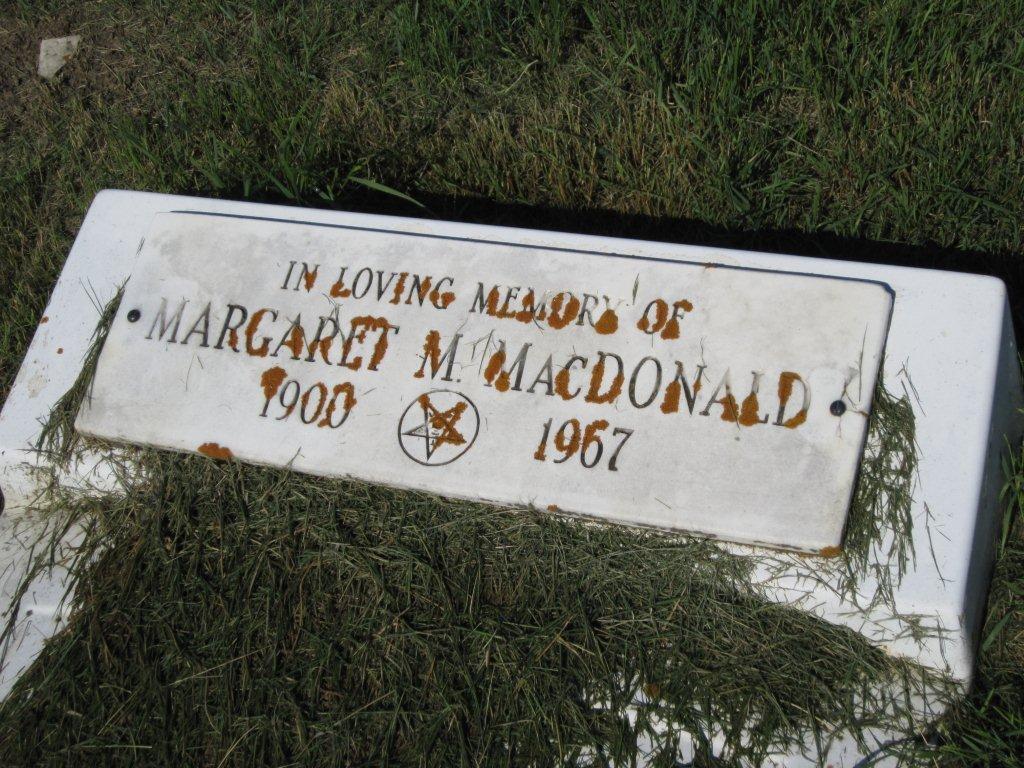 IN LOVING MEMORY OF
MARGARET M. MACDONALD
1900 1967